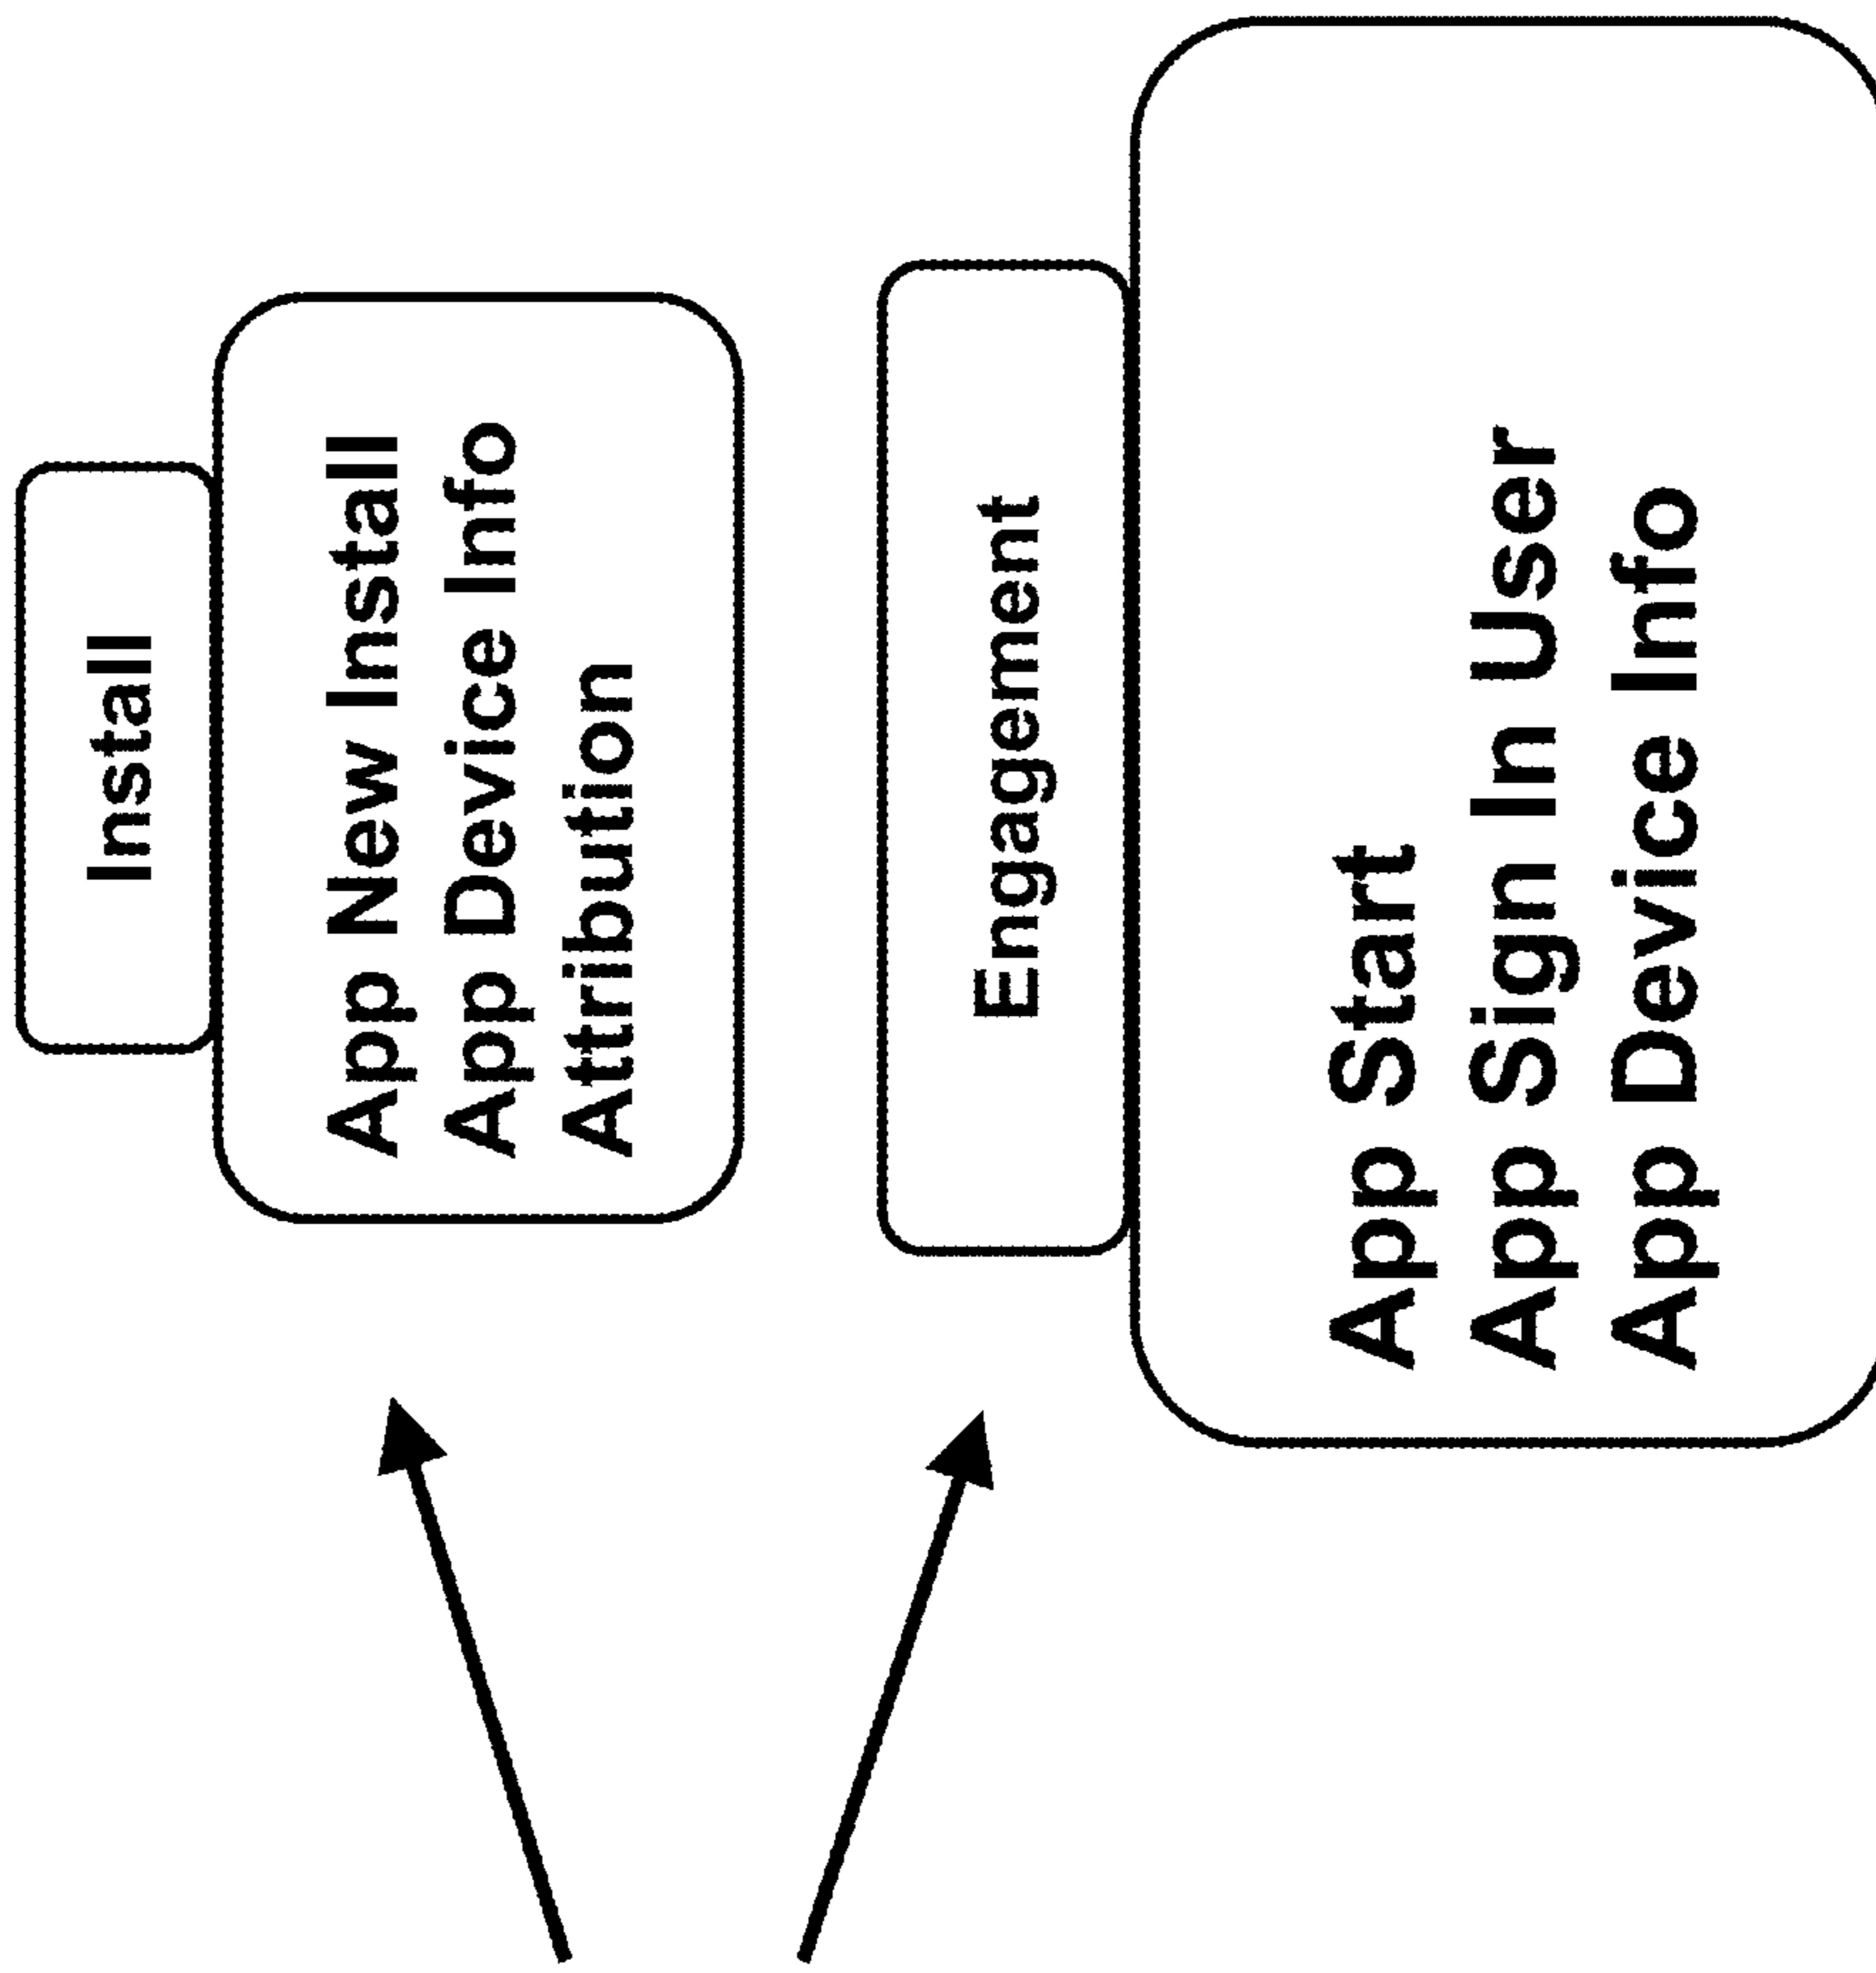 Install
App New Install
App Device Info
Attribution
Engagement
App Start
App Sign In User
App Device Info